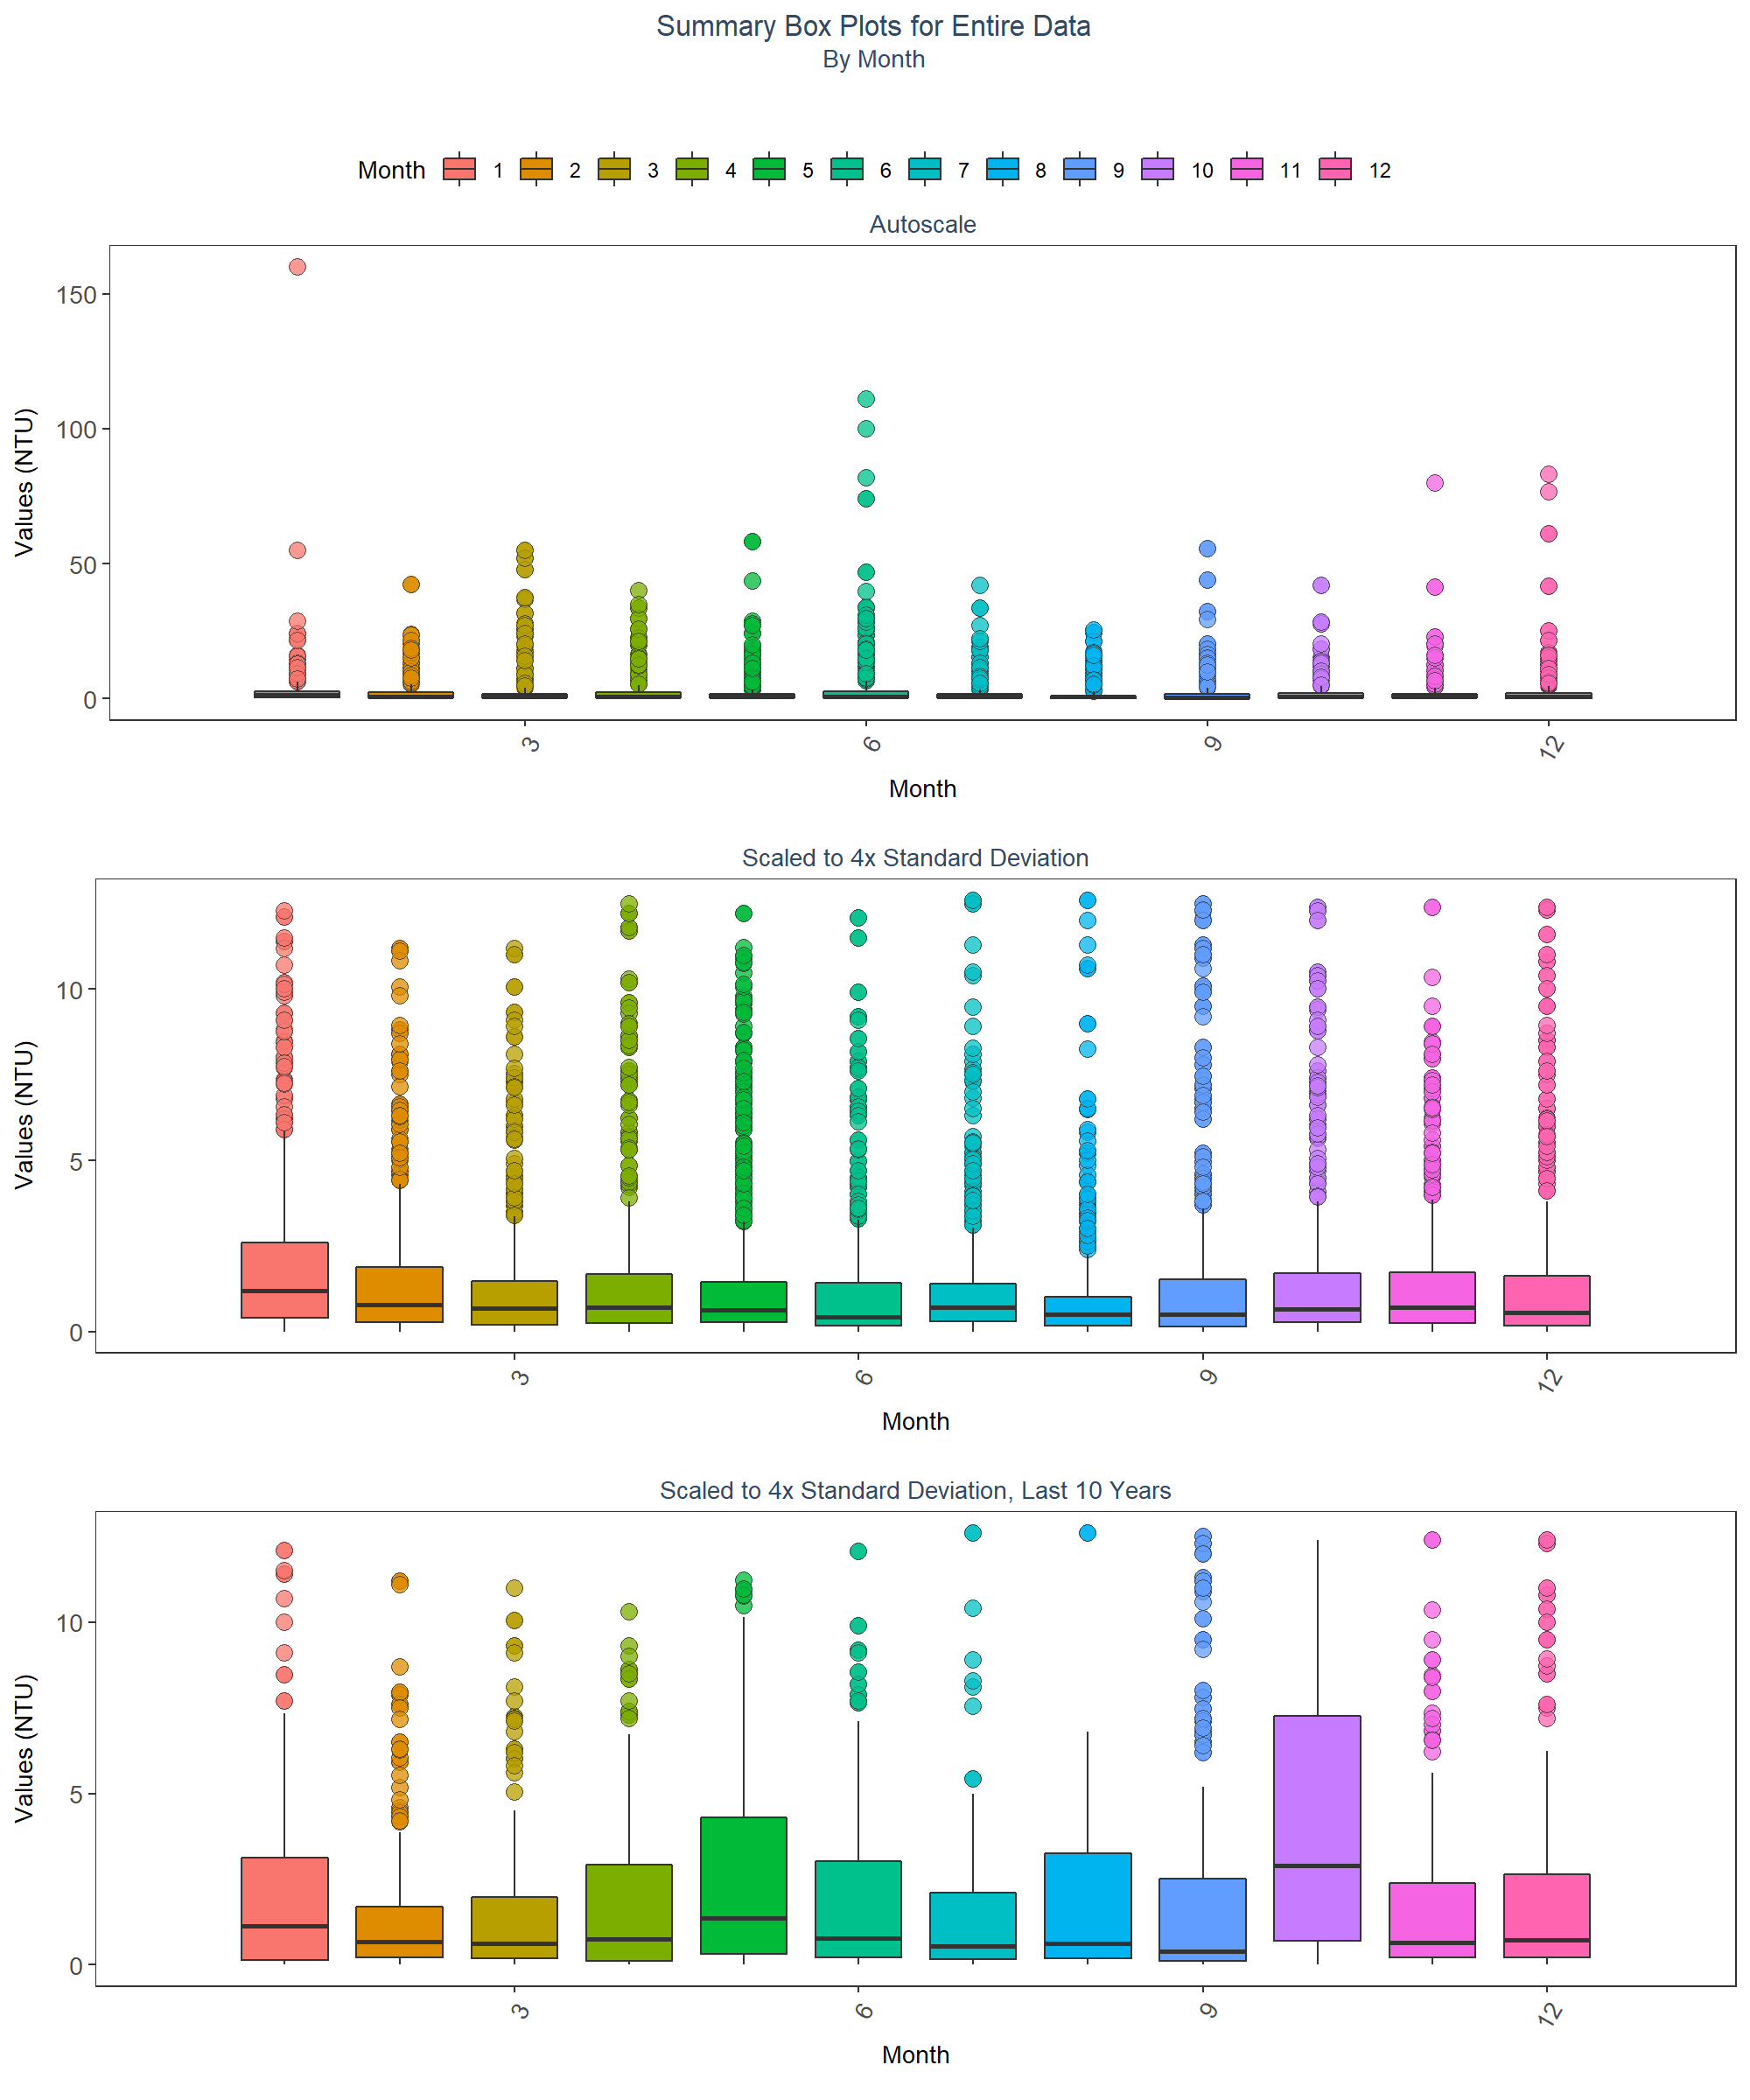 Summary Box Plots for Entire Data
By Month
Month 1 2 3 4 5 6 7 8 9 10 11 12
Autoscale
Values (NTU)
150
100
50
0
3 6 9 12
Month
Scaled to 4x Standard Deviation
Values (NTU)
10
5
0
3 6 9 12
Month
Scaled to 4x Standard Deviation, Last 10 Years
Values (NTU)
10
5
0
3 6 9 12
Month